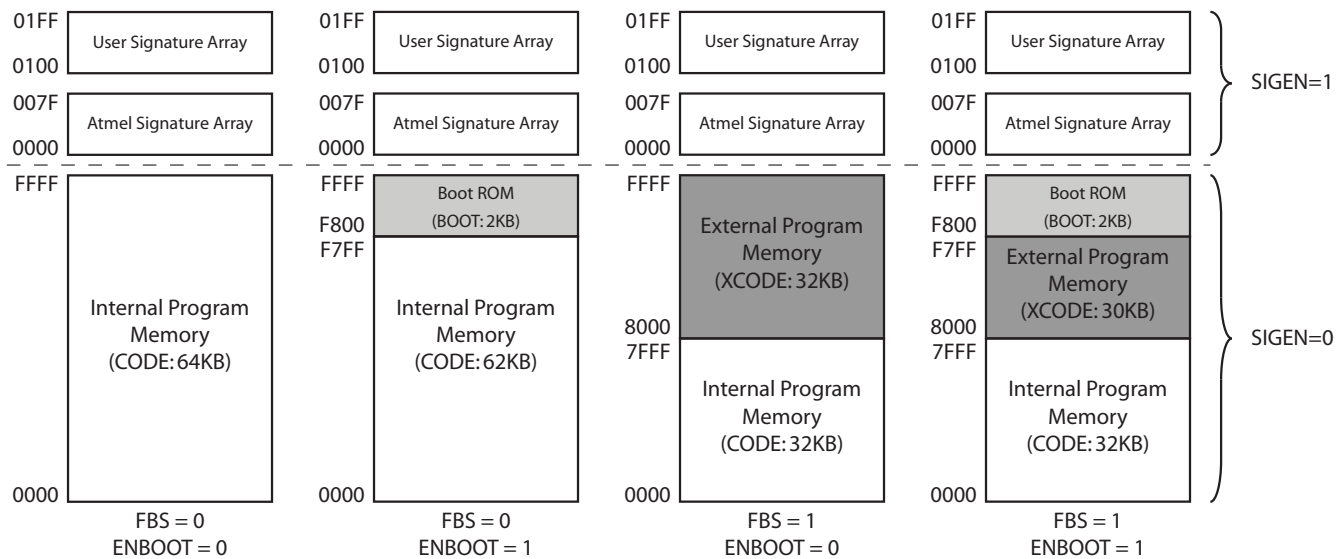 01FF
User Signature Array
0100
007F
Atmel Signature Array
0000
FFFF
Internal Program
Memory
(CODE: 64KB)
0000
FBS = 0
ENBOOT = 0
01FF
User Signature Array
0100
007F
Atmel Signature Array
0000
FFFF
Boot ROM
(BOOT: 2KB)
F800
F7FF
Internal Program
Memory
(CODE: 62KB)
0000
FBS = 0
ENBOOT = 1
01FF
User Signature Array
0100
007F
Atmel Signature Array
0000
FFFF
External Program
Memory
(XCODE: 32KB)
8000
7FFF
Internal Program
Memory
(CODE: 32KB)
0000
FBS = 1
ENBOOT = 0
01FF
User Signature Array
0100
007F
Atmel Signature Array
0000
FFFF
Boot ROM
(BOOT: 2KB)
F800
F7FF
External Program
Memory
(XCODE: 30KB)
8000
7FFF
Internal Program
Memory
(CODE: 32KB)
0000
FBS = 1
ENBOOT = 1
SIGEN=1
SIGEN=0